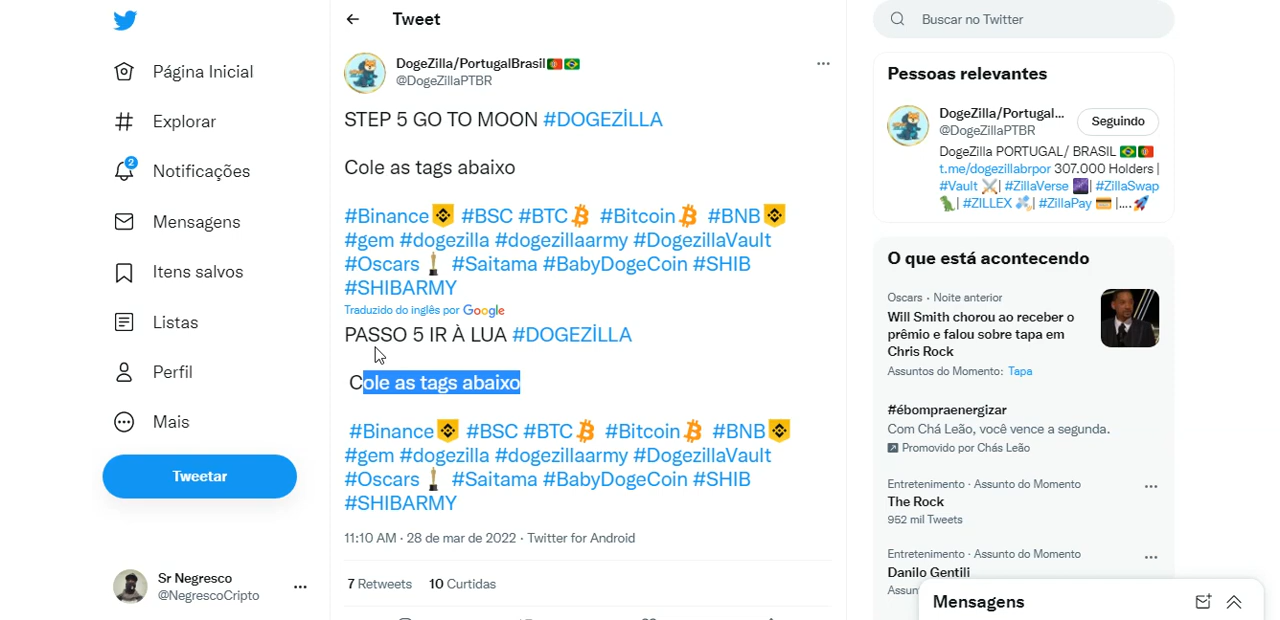 Página Inicial
Explorar
2
Notificações
Mensagens
Itens salvos
Listas
Perfil
Mais
Tweetar
Sr Negresco
@NegrescoCripto
Tweet
DogeZilla/PortugalBrasil🇵🇹🇧🇷
@DogeZillaPTBR
STEP 5 GO TO MOON #DOGEZİLLA
Cole as tags abaixo
#Binance #BSC #BTC #Bitcoin #BNB
#gem #dogezilla #dogezillaarmy #DogezillaVault
#Oscars #Saitama #BabyDogeCoin #SHIB
#SHIBARMY
Traduzido do inglês por Google
PASSO 5 IR À LUA #DOGEZİLLA
Cole as tags abaixo
#Binance #BSC #BTC #Bitcoin #BNB
#gem #dogezilla #dogezillaarmy #DogezillaVault
#Oscars #Saitama #BabyDogeCoin #SHIB
#SHIBARMY
11:10 AM · 28 de mar de 2022 · Twitter for Android
7 Retweets 10 Curtidas
Buscar no Twitter
Pessoas relevantes
DogeZilla/Portugal...
@DogeZillaPTBR
Seguindo
DogeZilla PORTUGAL/ BRASIL 🇧🇷🇵🇹
t.me/dogezillabrpor 307.000 Holders |
#Vault ⚔️| #ZillaVerse 🌌| #ZillaSwap
🦖| #ZILLEX 💸| #ZillaPay 💳 |....🚀
O que está acontecendo
Oscars · Noite anterior
Will Smith chorou ao receber o
prêmio e falou sobre tapa em
Chris Rock
Assuntos do Momento: Tapa
#ébompraenergizar
Com Chá Leão, você vence a segunda.
Promovido por Chás Leão
Entretenimento · Assunto do Momento
The Rock
952 mil Tweets
Entretenimento · Assunto do Momento
Danilo Gentili
Mensagens